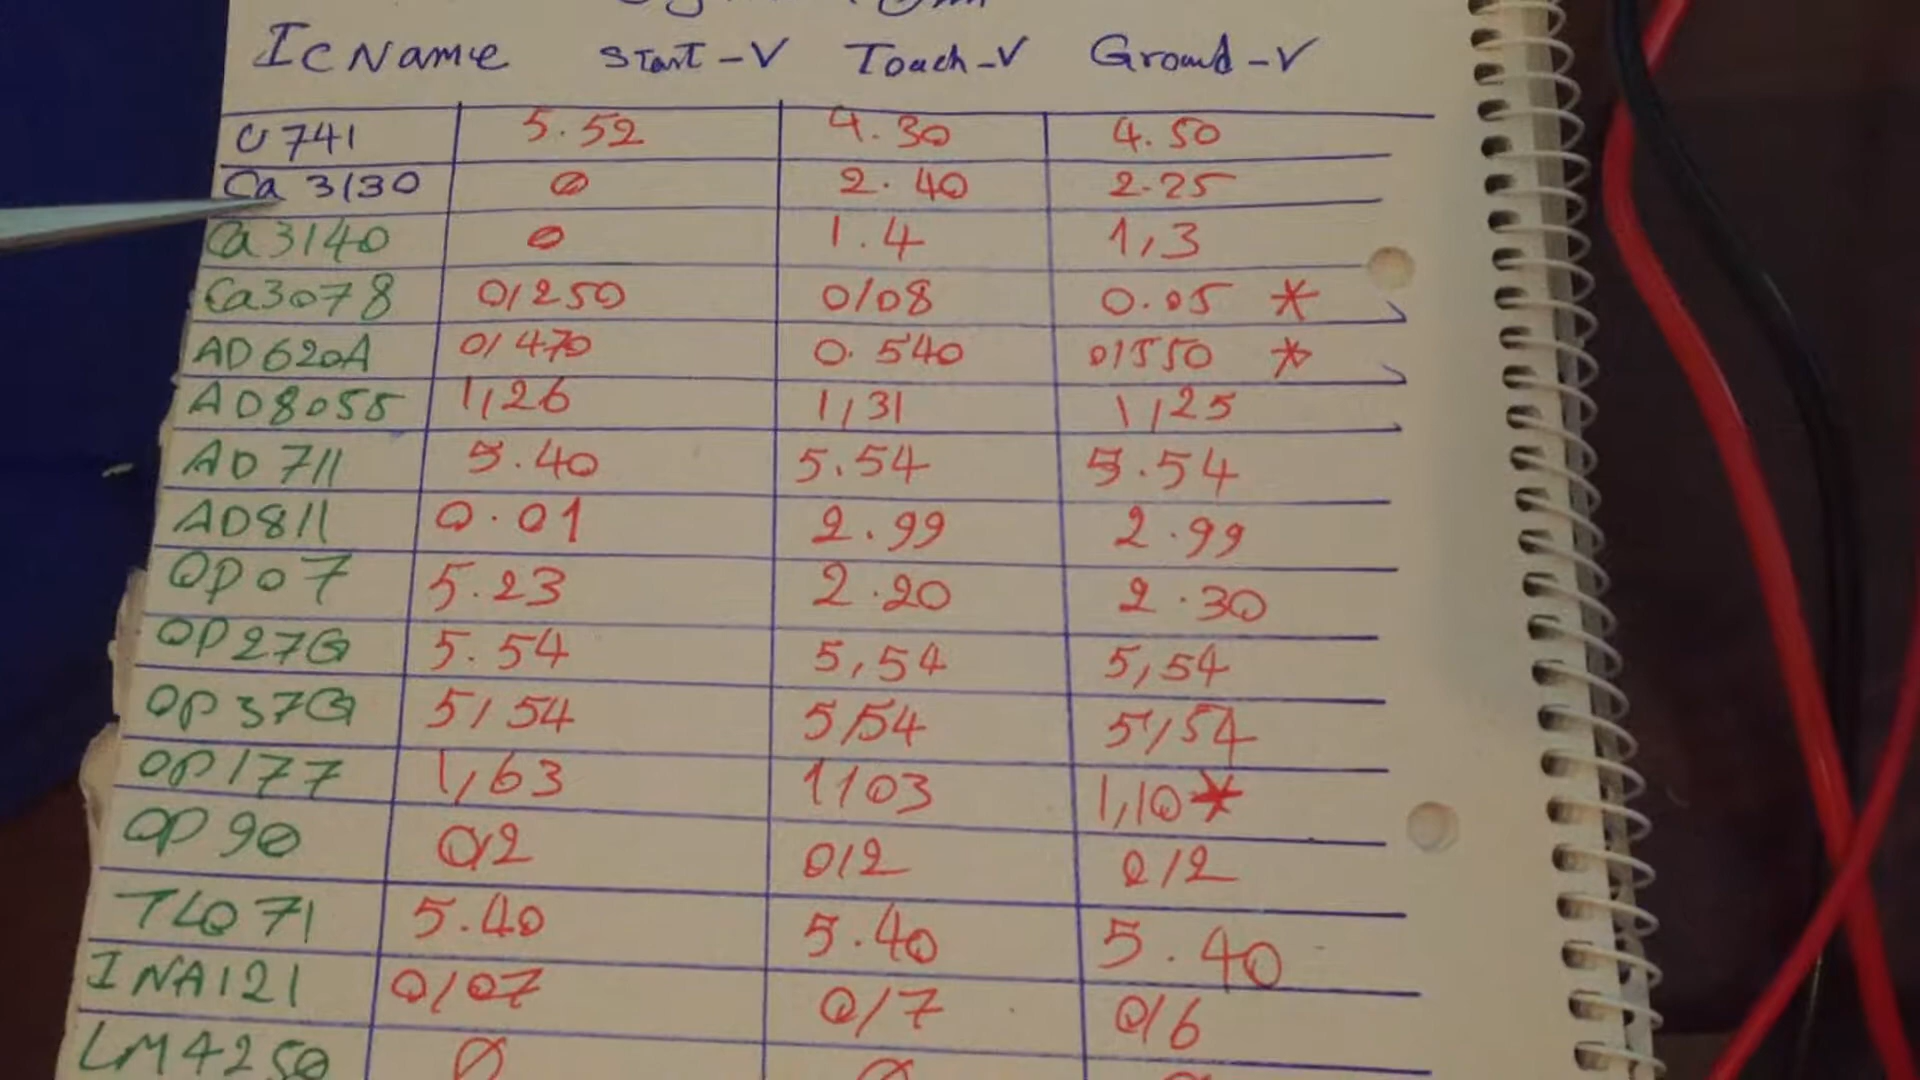 Ic Name Start-V Touch-V Ground-V
U741 5.52 4.30 4.50
Ca 3130 0 2.40 2.25
Ca3140 0 1.4 1,3
Ca3078 0/250 0/08 0.05 *
AD620A 0/470 0.540 0/550 *
AD8055 1,26 1,31 1,25
AD711 5.40 5.54 5.54
AD811 0.01 2.99 2.99
OP07 5.23 2.20 2.30
OP27G 5.54 5,54 5,54
OP37G 5/54 5/54 5/54
OP177 1,63 1/03 1,10*
OP90 0/2 0/2 0/2
TL071 5.40 5.40 5.40
INA121 0/07 0/7 0/6
LM4250 0